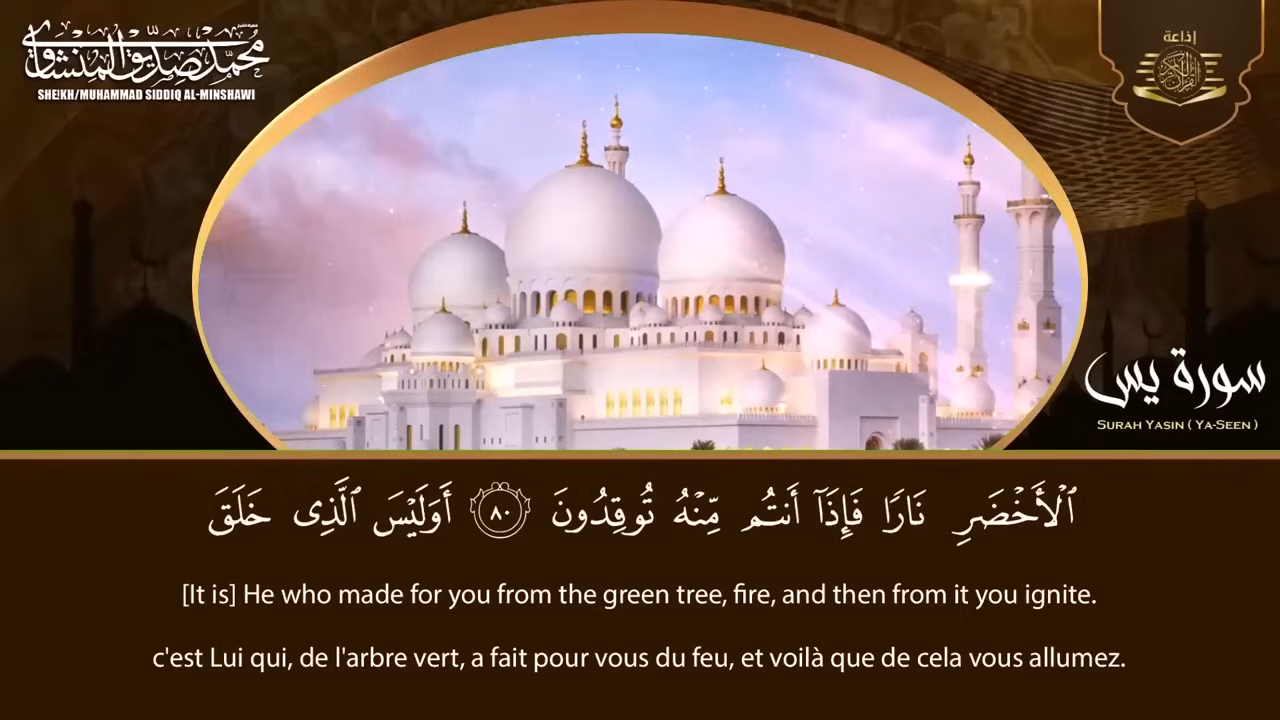 محمد صديق المنشاوي
SHEIKH/MUHAMMAD SIDDIQ AL-MINSHAWI
إذاعة
القرآن الكريم
سورة يس
SURAH YASIN ( YA-SEEN )
ٱلْأَخْضَرِ نَارًا فَإِذَآ أَنتُم مِّنْهُ تُوقِدُونَ ٨٠ أَوَلَيْسَ ٱلَّذِى خَلَقَ
[It is] He who made for you from the green tree, fire, and then from it you ignite.
c'est Lui qui, de l'arbre vert, a fait pour vous du feu, et voilà que de cela vous allumez.